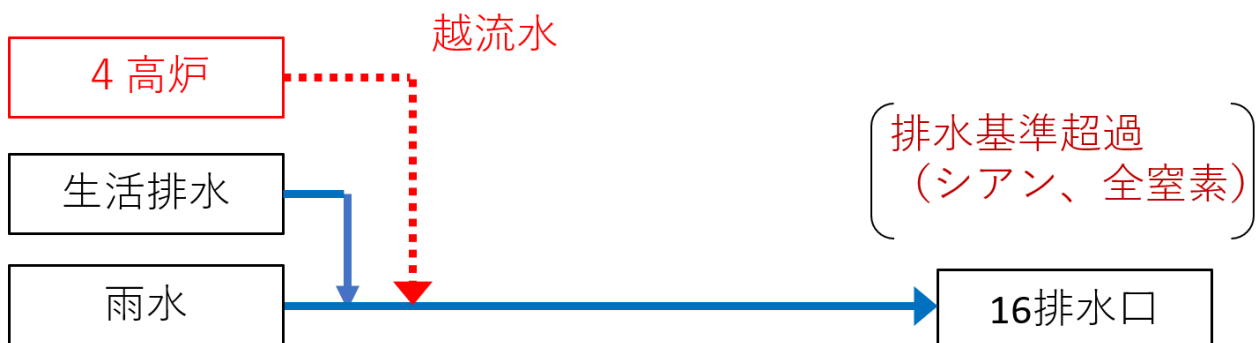 越流水
4 高炉
排水基準超過
（シアン、全窒素）
生活排水
雨水
16排水口